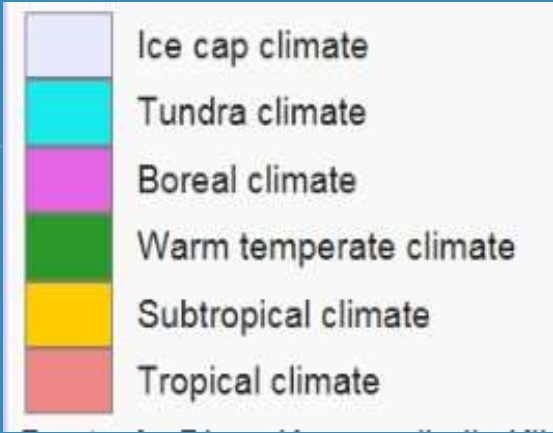 Ice cap climate
Tundra climate
Boreal climate
Warm temperate climate
Subtropical climate
Tropical climate